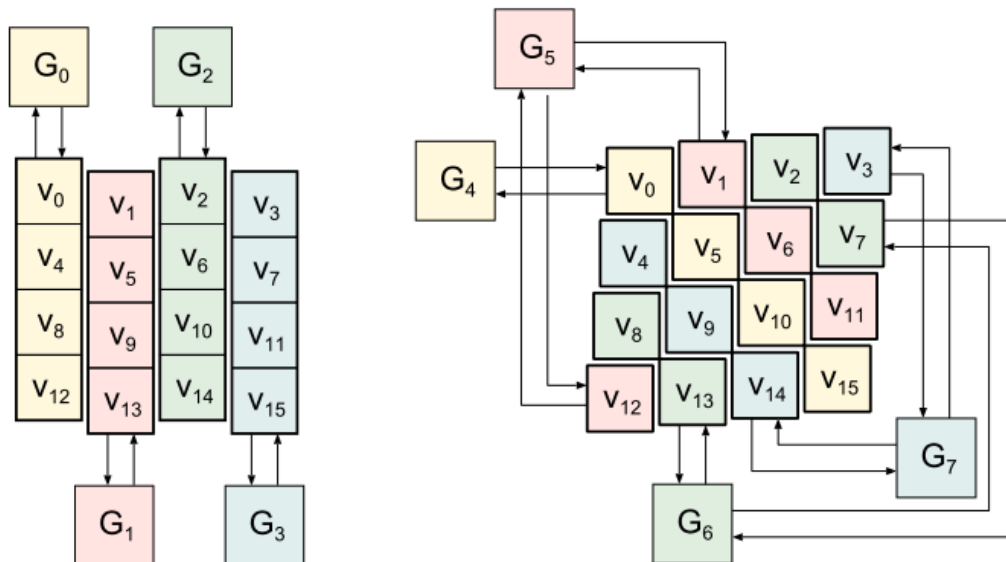 G₀ G₂
v₀ v₁ v₂ v₃
v₄ v₅ v₆ v₇
v₈ v₉ v₁₀ v₁₁
v₁₂ v₁₃ v₁₄ v₁₅
G₁ G₃
G₅
G₄ v₀ v₁ v₂ v₃
v₄ v₅ v₆ v₇
v₈ v₉ v₁₀ v₁₁
v₁₂ v₁₃ v₁₄ v₁₅
G₇
G₆